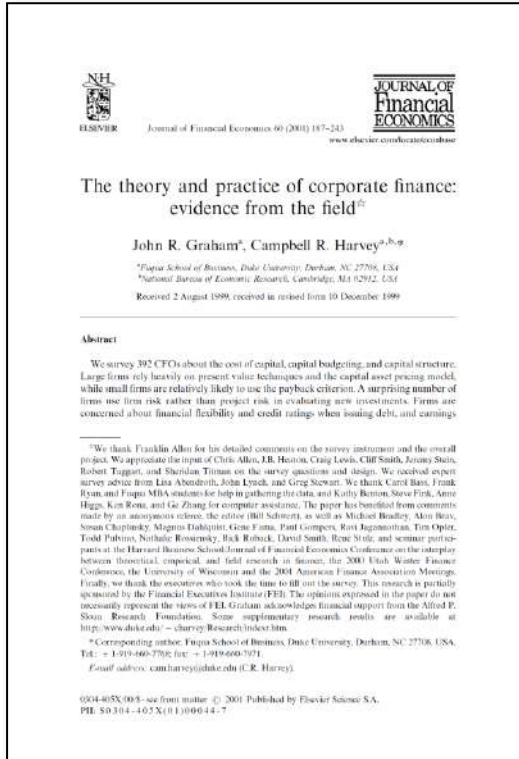 NH
ELSEVIER
Journal of Financial Economics 60 (2001) 187–243
JOURNAL OF
Financial
ECONOMICS
www.elsevier.com/locate/econbase
The theory and practice of corporate finance:
evidence from the field☆
John R. Graham^a, Campbell R. Harvey^a,b,*
^aFuqua School of Business, Duke University, Durham, NC 27708, USA
^bNational Bureau of Economic Research, Cambridge, MA 02912, USA
Received 2 August 1999, received in revised form 10 December 1999
Abstract
We survey 392 CFOs about the cost of capital, capital budgeting, and capital structure.
Large firms rely heavily on present value techniques and the capital asset pricing model,
while small firms are relatively likely to use the payback criterion. A surprising number of
firms use firm risk rather than project risk in evaluating new investments. Firms are
concerned about financial flexibility and credit ratings when issuing debt, and earnings
☆We thank Franklin Allen for his detailed comments on the survey instrument and the overall
project. We appreciate the input of Chris Allen, J.B. Heaton, Craig Lewis, Cliff Smith, Jeremy Stein,
Robert Taggart, and Sheridan Titman on the survey questions and design. We received expert
survey advice from Lisa Abendroth, John Lynch, and Greg Stewart. We thank Carol Bass, Frank
Ryan, and Fuqua MBA students for help in gathering the data, and Kathy Benton, Steve Fink, Anne
Higgs, Ken Rona, and Ge Zhang for computer assistance. The paper has benefited from comments
made by an anonymous referee, the editor (Bill Schwert), as well as Michael Bradley, Alon Brav,
Susan Chaplinsky, Magnus Dahlquist, Gene Fama, Paul Gompers, Ravi Jagannathan, Tim Opler,
Todd Pulvino, Nathalie Rossiensky, Rick Ruback, David Smith, René Stulz, and seminar partici-
pants at the Harvard Business School/Journal of Financial Economics Conference on the interplay
between theoretical, empirical, and field research in finance, the 2000 Utah Winter Finance
Conference, the University of Wisconsin and the 2001 American Finance Association Meetings.
Finally, we thank the executives who took the time to fill out the survey. This research is partially
sponsored by the Financial Executives Institute (FEI). The opinions expressed in the paper do not
necessarily represent the views of FEI. Graham acknowledges financial support from the Alfred P.
Sloan Research Foundation. Some supplementary research results are available at
http://www.duke.edu/~charvey/Research/indexr.htm.
*Corresponding author. Fuqua School of Business, Duke University, Durham, NC 27708, USA.
Tel.: +1-919-660-7768; fax: +1-919-660-7971.
E-mail address: cam.harvey@duke.edu (C.R. Harvey).
0304-405X/00/$- see front matter © 2001 Published by Elsevier Science S.A.
PII: S0304-405X(01)00044-7